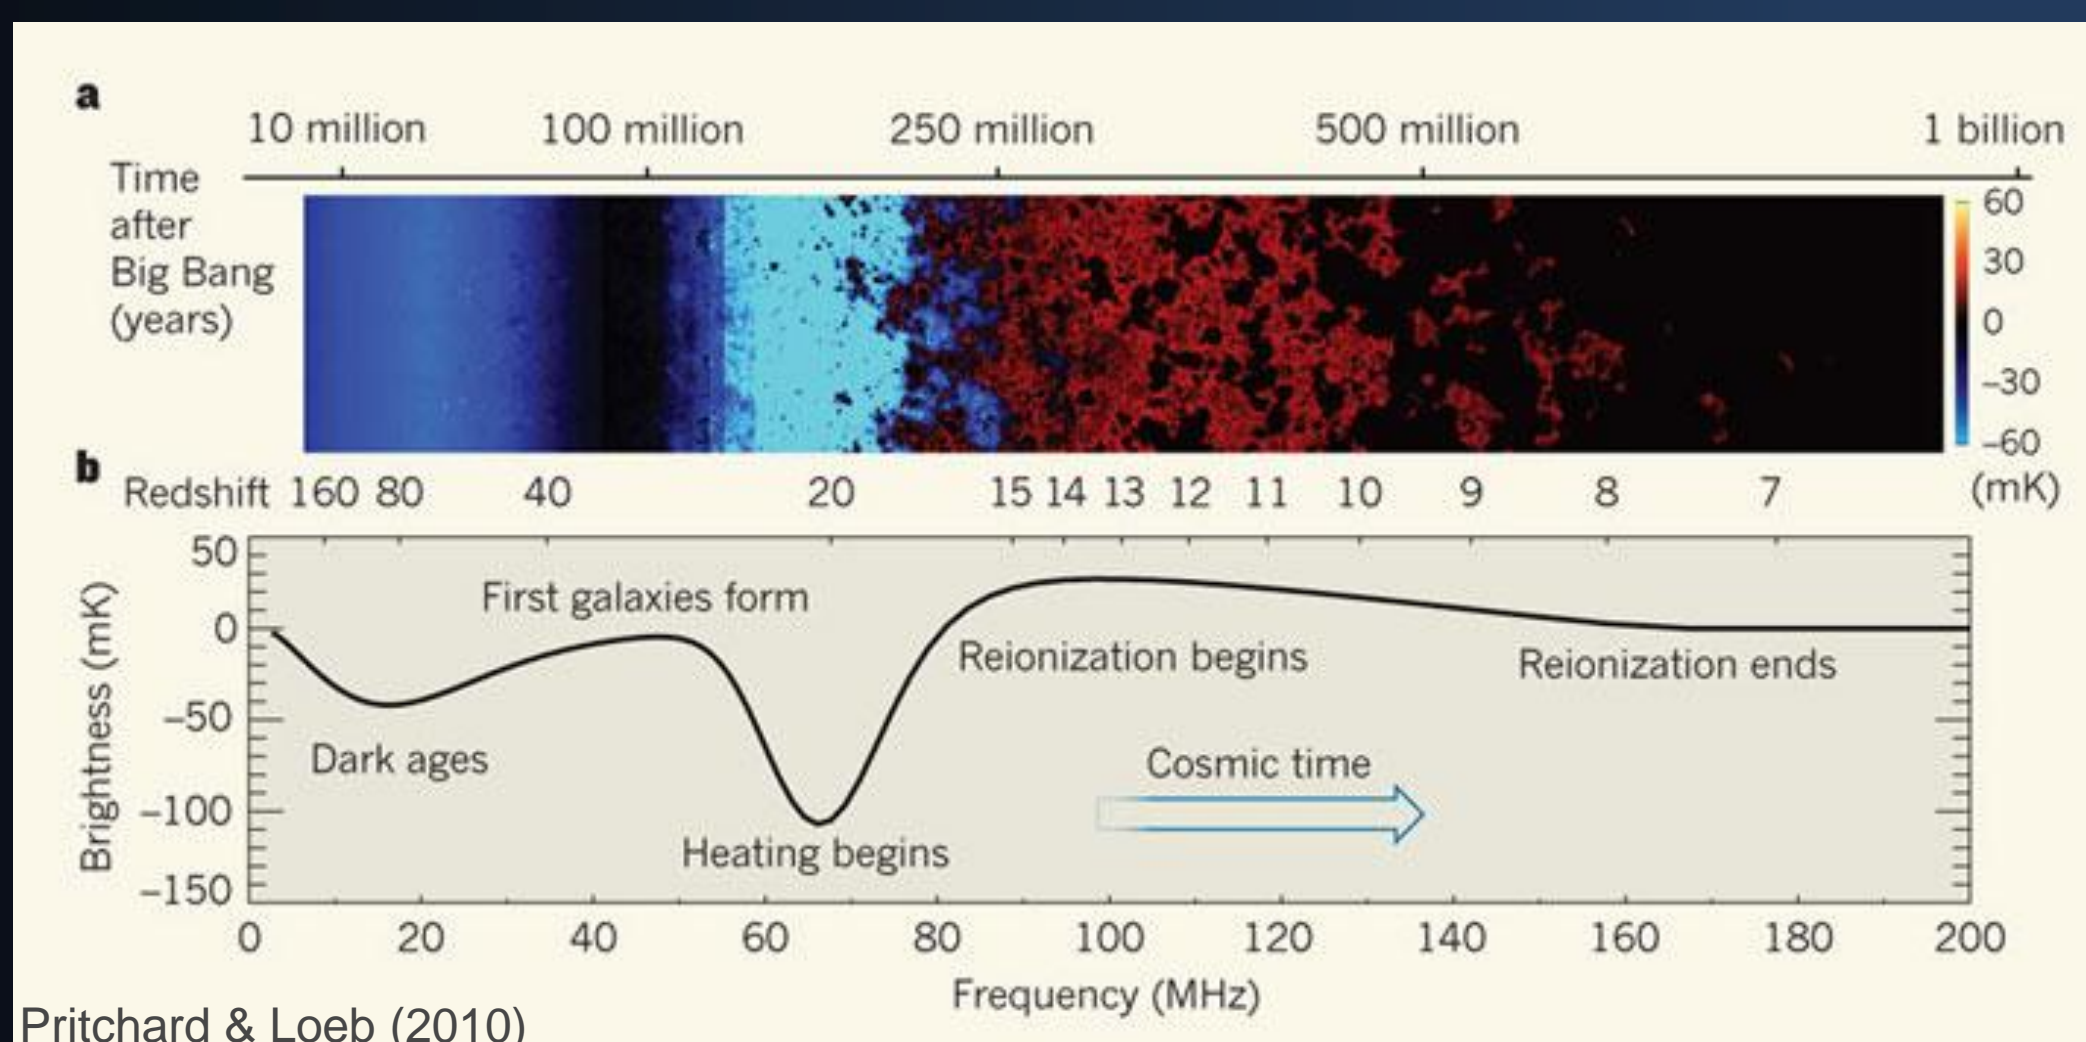 a
10 million 100 million 250 million 500 million 1 billion
Time
after
Big Bang
(years)
60
30
0
–30
–60
(mK)
b
Redshift 160 80 40 20 15 14 13 12 11 10 9 8 7
50
0
–50
–100
–150
Brightness (mK)
First galaxies form
Reionization begins
Reionization ends
Dark ages
Cosmic time
Heating begins
0 20 40 60 80 100 120 140 160 180 200
Frequency (MHz)
Pritchard & Loeb (2010)